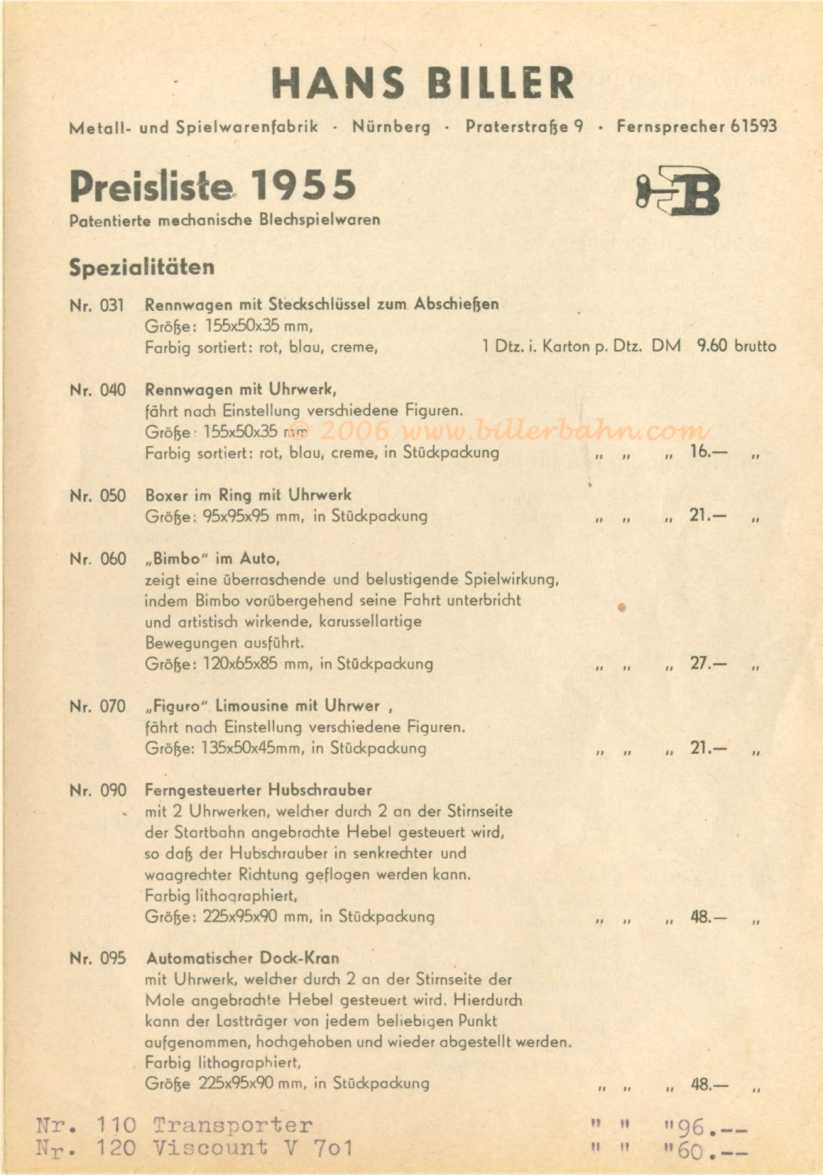 HANS BILLER
Metall- und Spielwarenfabrik · Nürnberg · Praterstraße 9 · Fernsprecher 61593
Preisliste 1955
B
Patentierte mechanische Blechspielwaren
Spezialitäten
Nr. 031 Rennwagen mit Steckschlüssel zum Abschießen
Größe: 155x50x35 mm,
Farbig sortiert: rot, blau, creme, 1 Dtz. i. Karton p. Dtz. DM 9.60 brutto
Nr. 040 Rennwagen mit Uhrwerk,
fährt nach Einstellung verschiedene Figuren.
Größe: 155x50x35 mm
© 2006 www.billerbahn.com
Farbig sortiert: rot, blau, creme, in Stückpackung „ „ „ 16.— „
Nr. 050 Boxer im Ring mit Uhrwerk
Größe: 95x95x95 mm, in Stückpackung „ „ „ 21.— „
Nr. 060 „Bimbo" im Auto,
zeigt eine überraschende und belustigende Spielwirkung,
indem Bimbo vorübergehend seine Fahrt unterbricht
und artistisch wirkende, karussellartige
Bewegungen ausführt.
Größe: 120x65x85 mm, in Stückpackung „ „ „ 27.— „
Nr. 070 „Figuro" Limousine mit Uhrwer ,
fährt nach Einstellung verschiedene Figuren.
Größe: 135x50x45mm, in Stückpackung „ „ „ 21.— „
Nr. 090 Ferngesteuerter Hubschrauber
mit 2 Uhrwerken, welcher durch 2 an der Stirnseite
der Startbahn angebrachte Hebel gesteuert wird,
so daß der Hubschrauber in senkrechter und
waagrechter Richtung geflogen werden kann.
Farbig lithographiert,
Größe: 225x95x90 mm, in Stückpackung „ „ „ 48.— „
Nr. 095 Automatischer Dock-Kran
mit Uhrwerk, welcher durch 2 an der Stirnseite der
Mole angebrachte Hebel gesteuert wird. Hierdurch
kann der Lastträger von jedem beliebigen Punkt
aufgenommen, hochgehoben und wieder abgestellt werden.
Farbig lithographiert,
Größe 225x95x90 mm, in Stückpackung „ „ „ 48.— „
Nr. 110 Transporter " " "96.--
Nr. 120 Viscount V 7o1 " " "60.--